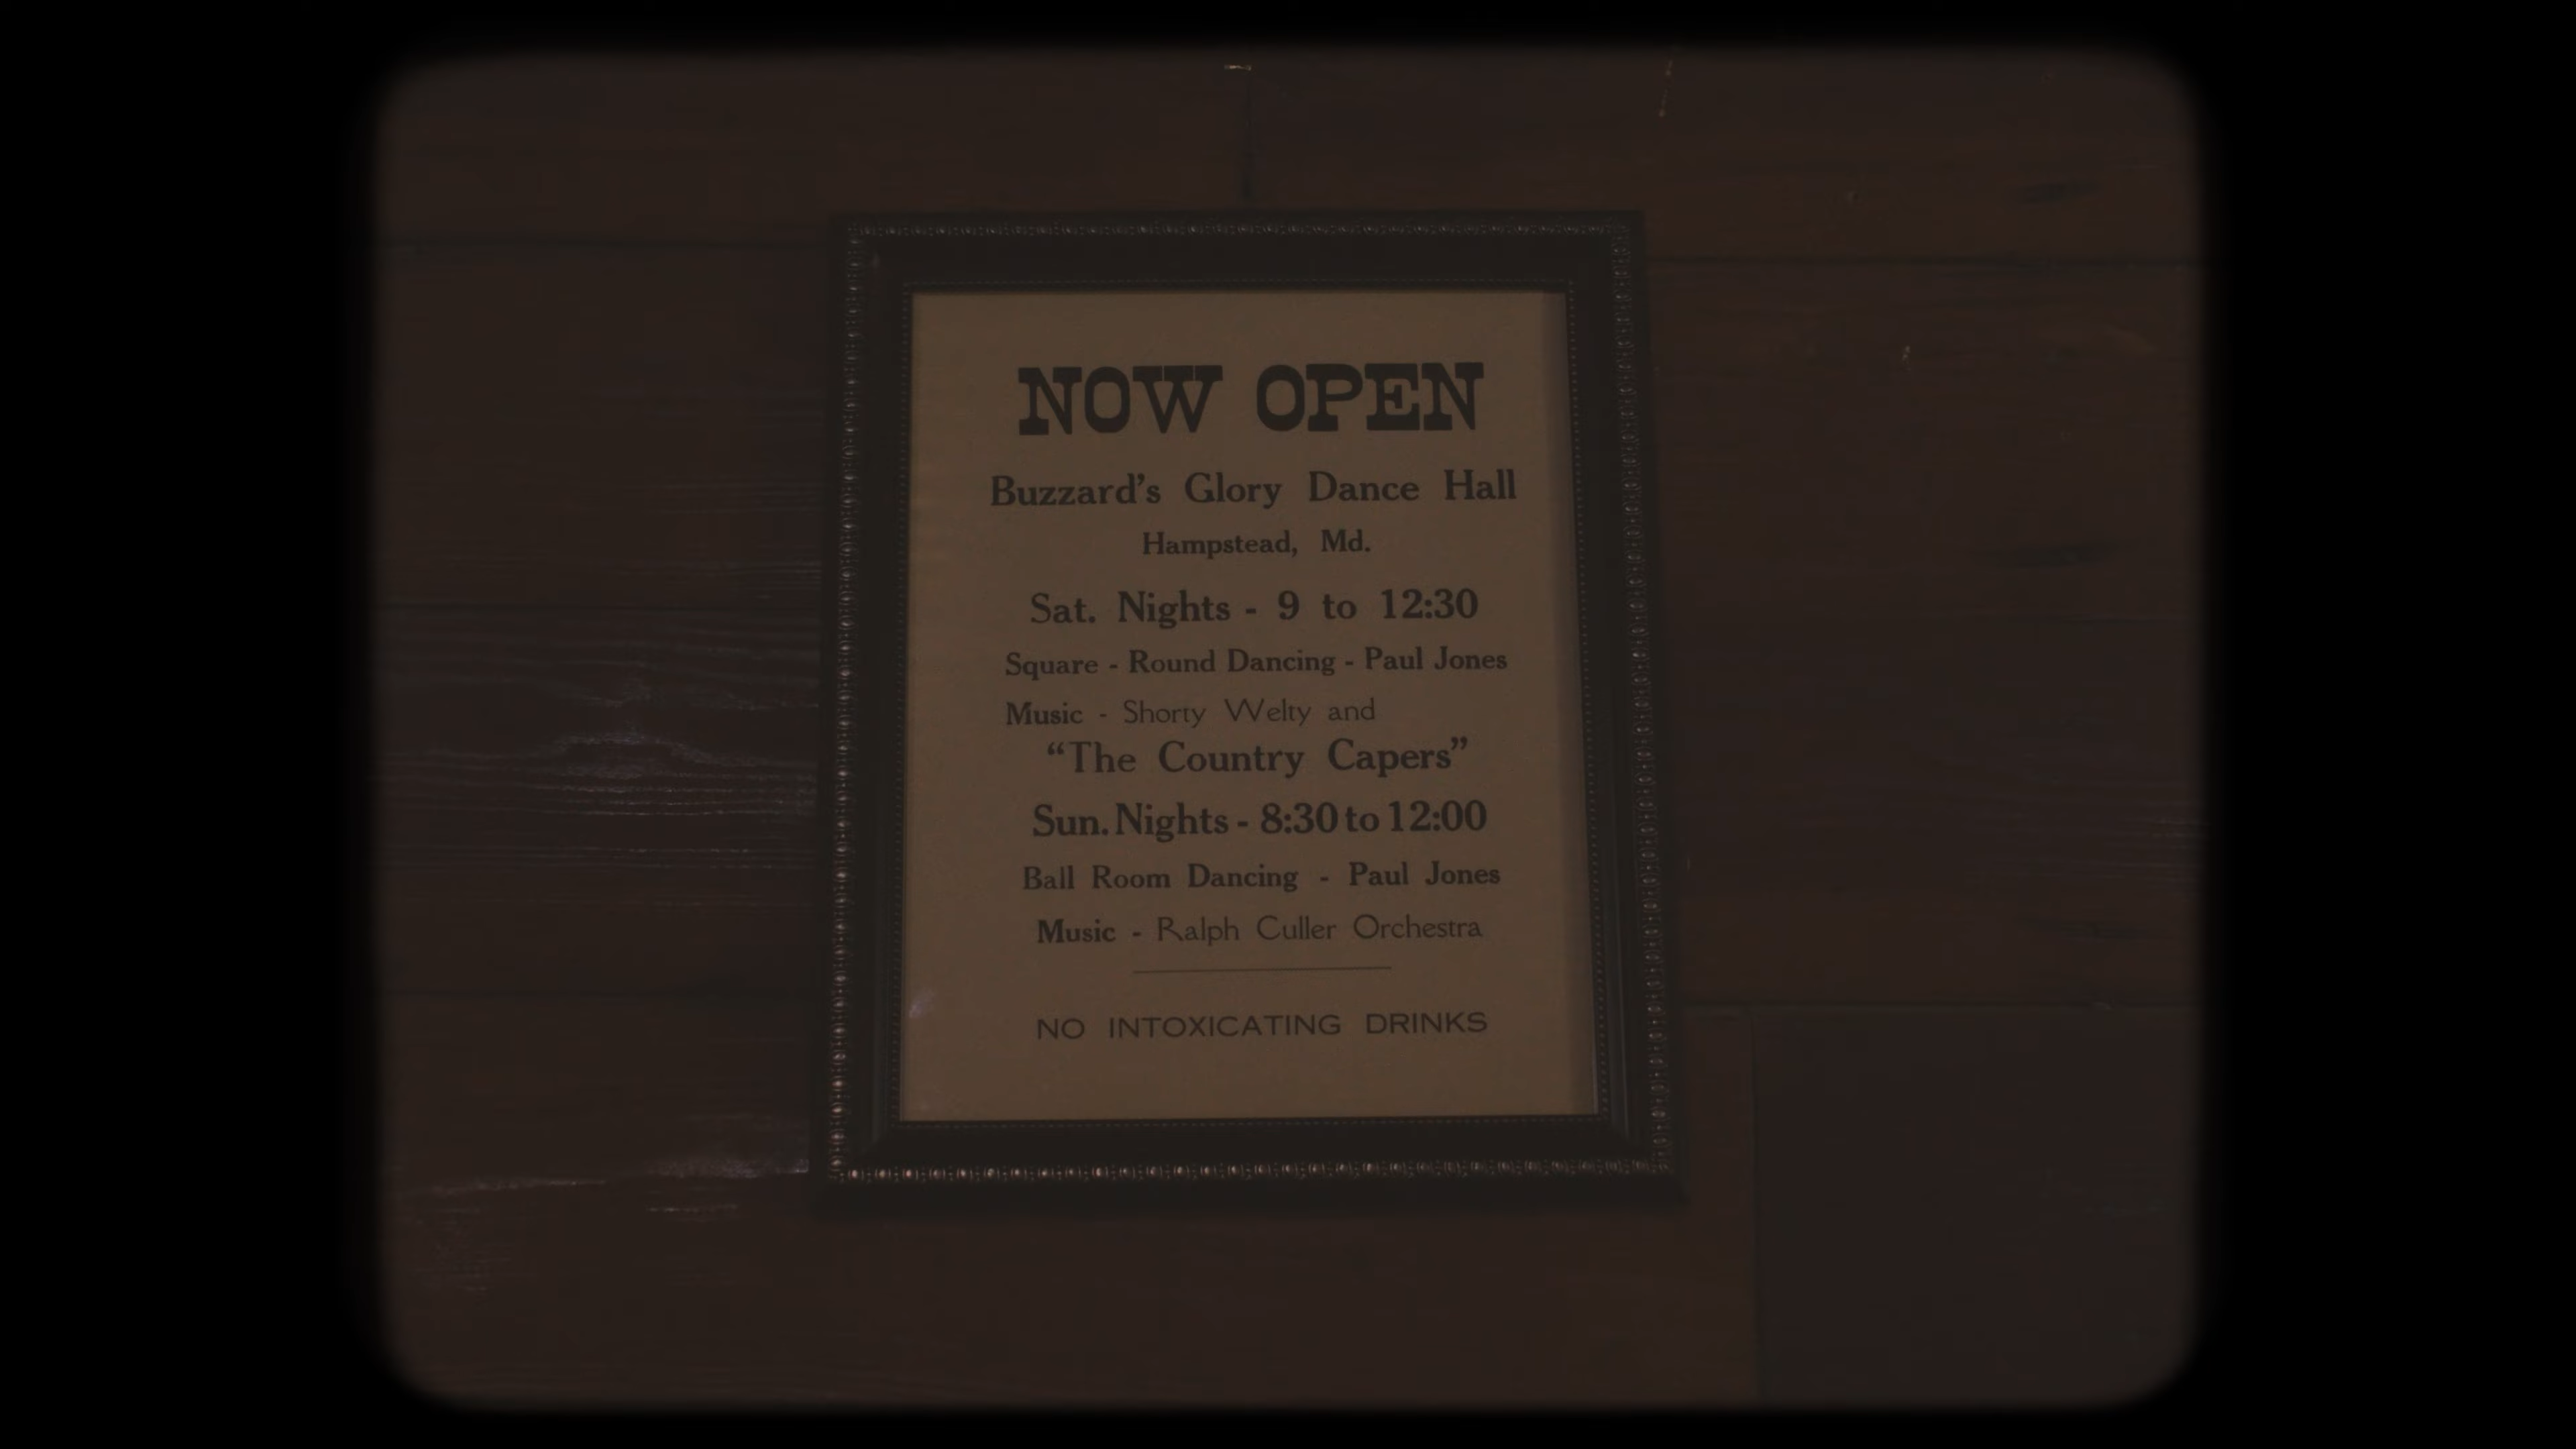 NOW OPEN
Buzzard's Glory Dance Hall
Hampstead, Md.
Sat. Nights - 9 to 12:30
Square - Round Dancing - Paul Jones
Music - Shorty Welty and
"The Country Capers"
Sun. Nights - 8:30 to 12:00
Ball Room Dancing - Paul Jones
Music - Ralph Culler Orchestra
NO INTOXICATING DRINKS